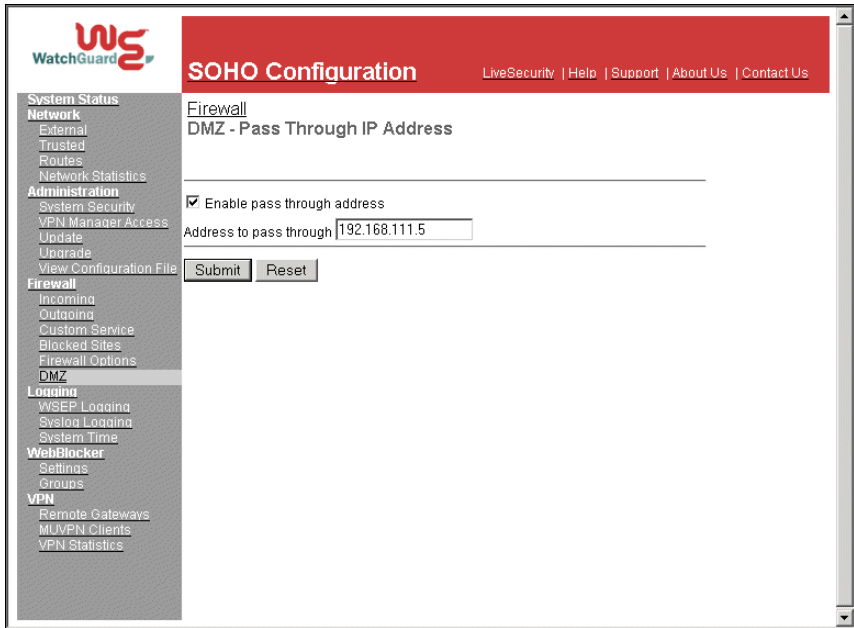 WatchGuard
SOHO Configuration
LiveSecurity | Help | Support | About Us | Contact Us
System Status
Network
External
Trusted
Routes
Network Statistics
Administration
System Security
VPN Manager Access
Update
Upgrade
View Configuration File
Firewall
Incoming
Outgoing
Custom Service
Blocked Sites
Firewall Options
DMZ
Logging
WSEP Logging
Syslog Logging
System Time
WebBlocker
Settings
Groups
VPN
Remote Gateways
MUVPN Clients
VPN Statistics
Firewall
DMZ - Pass Through IP Address
Enable pass through address
Address to pass through 192.168.111.5
Submit Reset